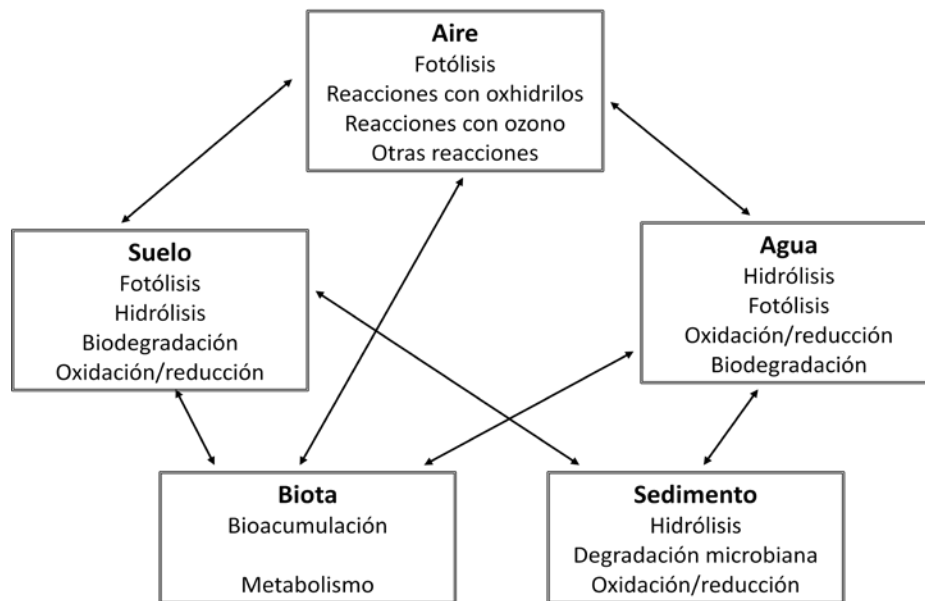 Aire
Fotólisis
Reacciones con oxhidrilos
Reacciones con ozono
Otras reacciones
Suelo
Fotólisis
Hidrólisis
Biodegradación
Oxidación/reducción
Agua
Hidrólisis
Fotólisis
Oxidación/reducción
Biodegradación
Biota
Bioacumulación
Metabolismo
Sedimento
Hidrólisis
Degradación microbiana
Oxidación/reducción